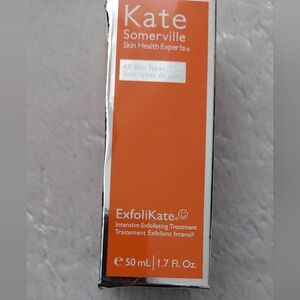 Kate
Somerville
Skin Health Experts®
All Skin Types
Tous types de peau
ExfoliKate®
Intensive Exfoliating Treatment
Traitement Exfoliant Intensif
e 50 mL | 1.7 Fl. Oz.